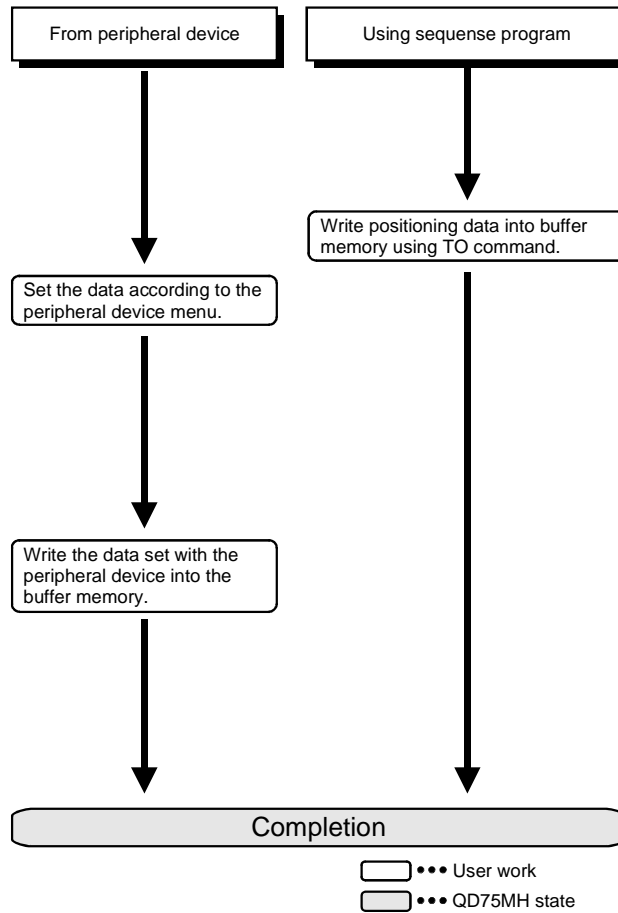 From peripheral device
Using sequense program
Write positioning data into buffer
memory using TO command.
Set the data according to the
peripheral device menu.
Write the data set with the
peripheral device into the
buffer memory.
Completion
••• User work
••• QD75MH state